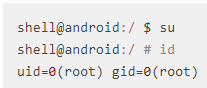 shell@android:/ $ su
shell@android:/ # id
uid=0(root) gid=0(root)